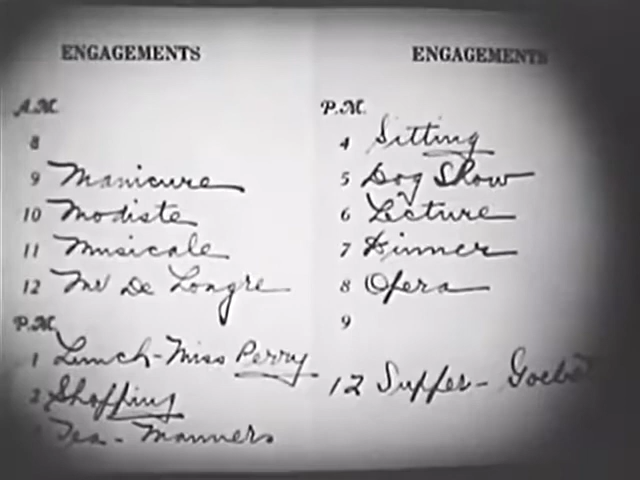 ENGAGEMENTS
A.M.
8
9 Manicure
10 Modiste
11 Musicale
12 Mr De Longre
P.M.
1 Lunch-Miss Perry
2 Shopping
Tea - Manners
ENGAGEMENTS
P.M.
4 Sitting
5 Dog Show
6 Lecture
7 Dinner
8 Opera
9
12 Supper-